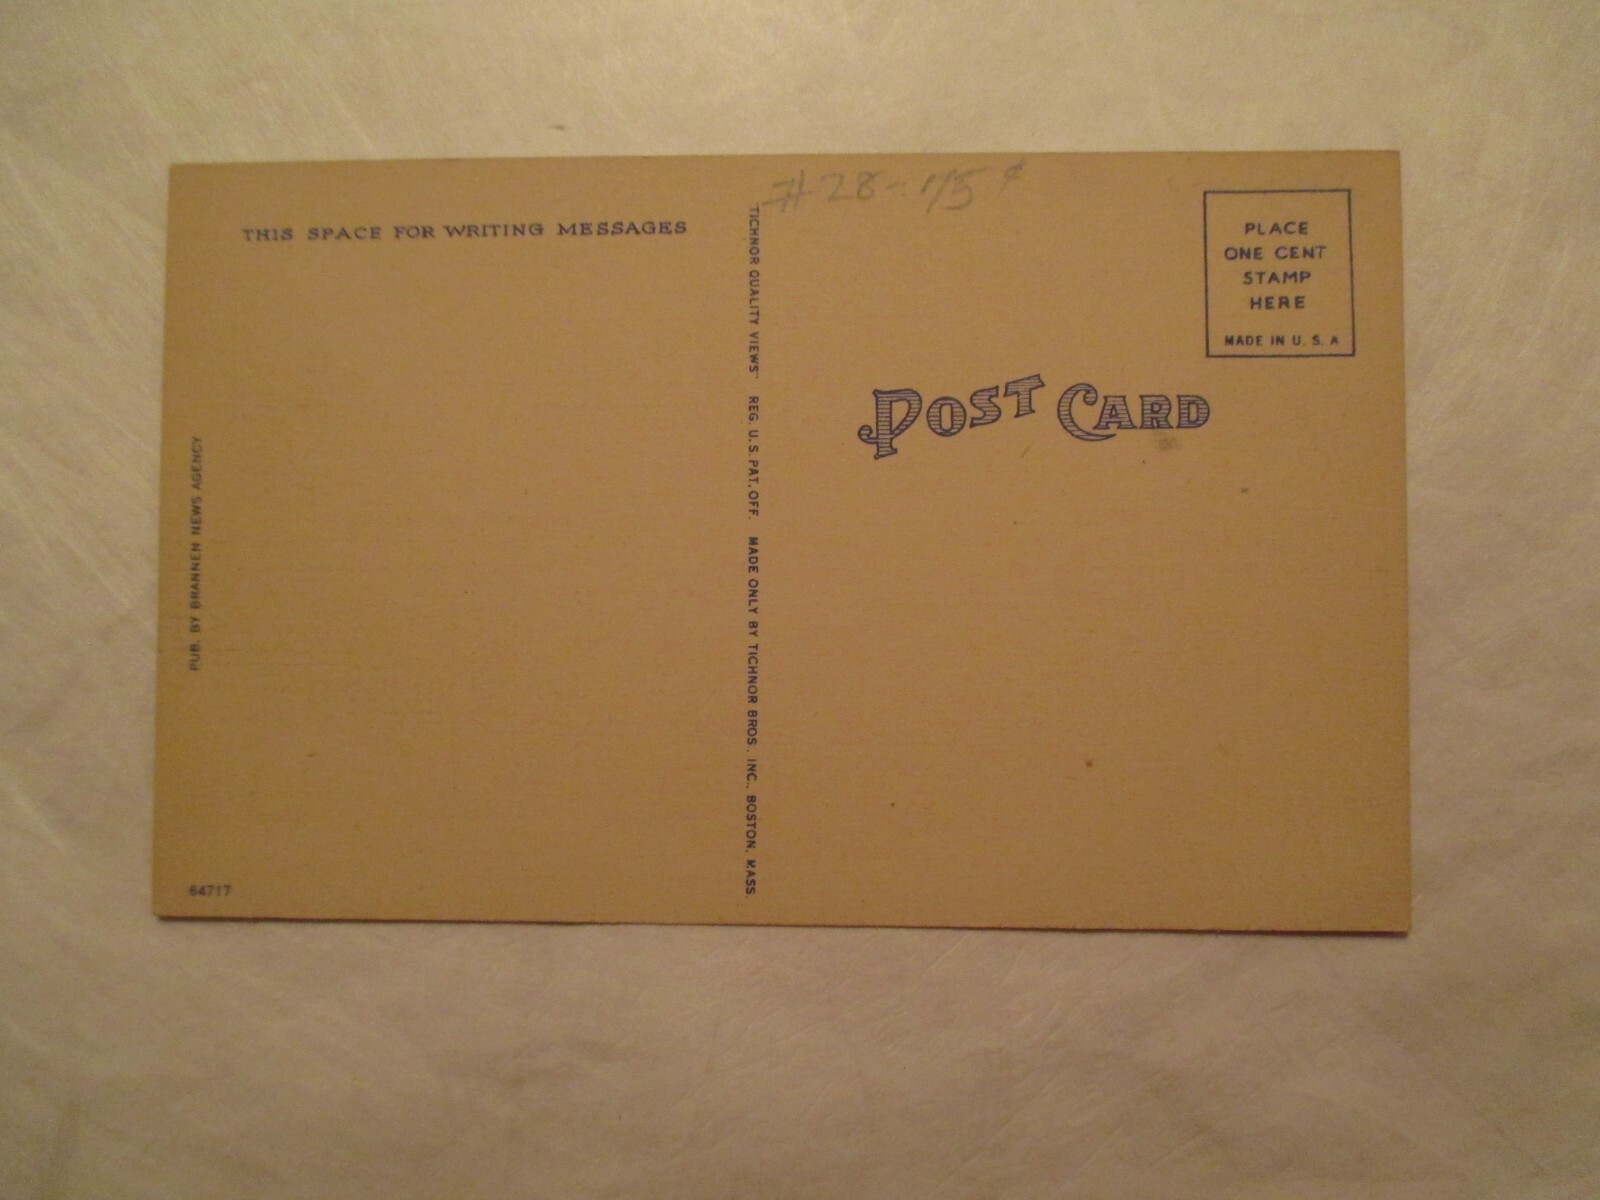 #28-75¢
THIS SPACE FOR WRITING MESSAGES
PUB. BY BRANNEN NEWS AGENCY
64717
"TICHNOR QUALITY VIEWS" REG. U. S. PAT. OFF. MADE ONLY BY TICHNOR BROS., INC., BOSTON, MASS.
PLACE
ONE CENT
STAMP
HERE
MADE IN U. S. A
POST CARD